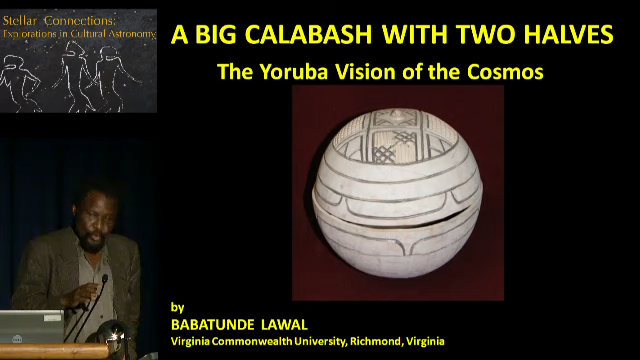 Stellar Connections:
Explorations in Cultural Astronomy
A BIG CALABASH WITH TWO HALVES
The Yoruba Vision of the Cosmos
by
BABATUNDE LAWAL
Virginia Commonwealth University, Richmond, Virginia